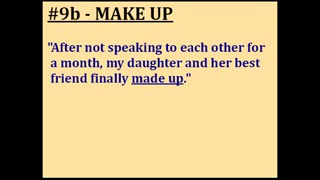 #9b - MAKE UP
"After not speaking to each other for
a month, my daughter and her best
friend finally made up."